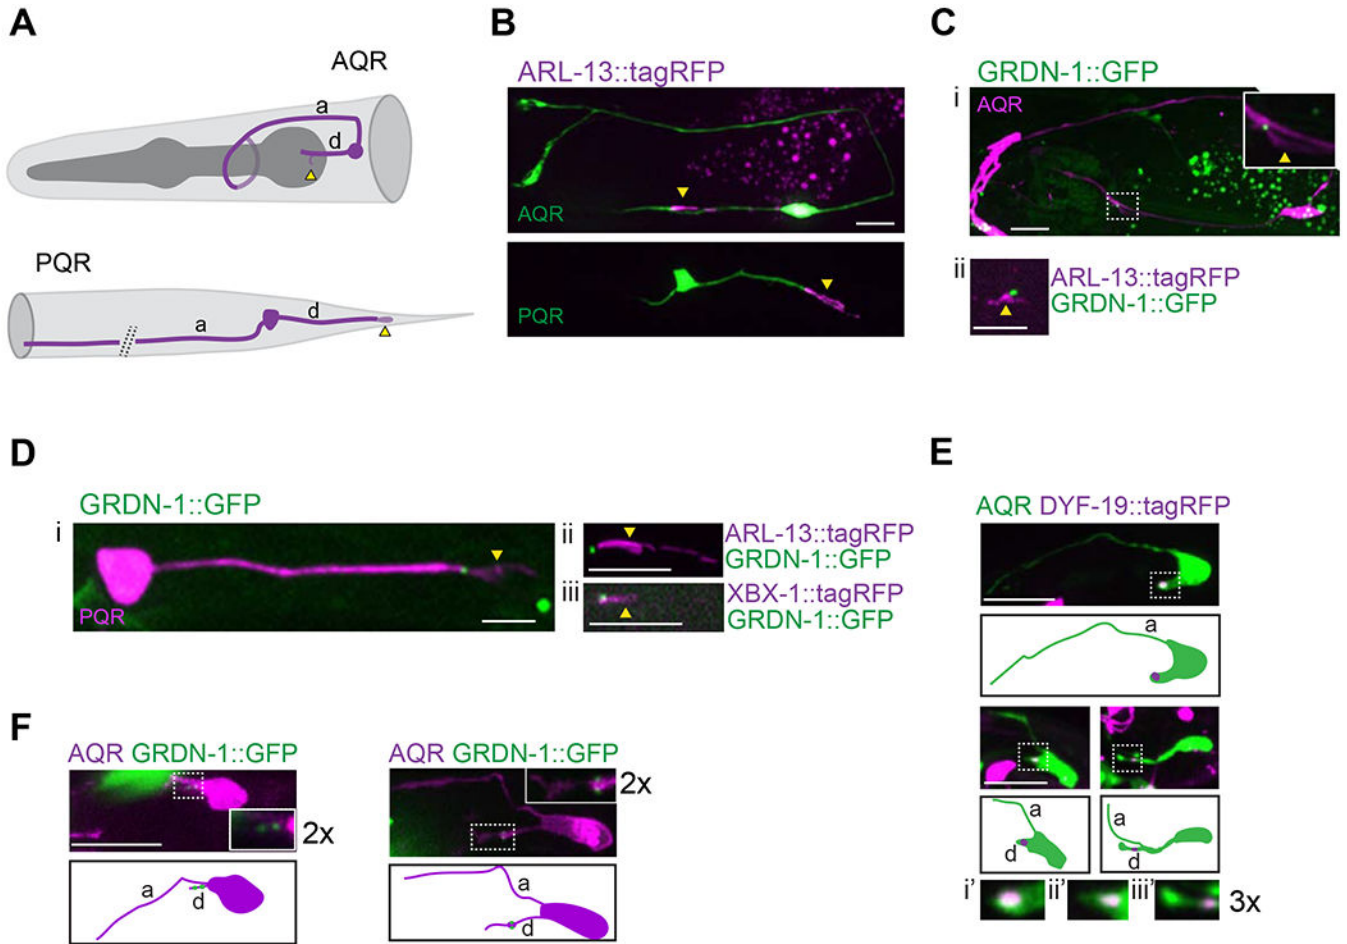 A
AQR
a
d
PQR
a
d
B
ARL-13::tagRFP
AQR
PQR
C
GRDN-1::GFP
i
AQR
ii
ARL-13::tagRFP
GRDN-1::GFP
D
GRDN-1::GFP
i
PQR
ii
ARL-13::tagRFP
GRDN-1::GFP
iii
XBX-1::tagRFP
GRDN-1::GFP
E
AQR DYF-19::tagRFP
a
a
d
a
d
i' ii' iii' 3x
F
AQR GRDN-1::GFP
2x
a
d
AQR GRDN-1::GFP
2x
a
d